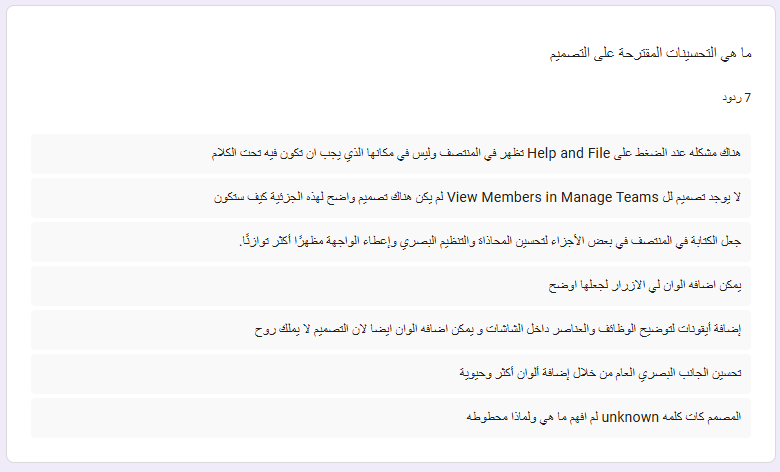 ما هي التحسينات المقترحة على التصميم
7 ردود
هناك مشكله عند الضغط على Help and File تظهر في المنتصف وليس في مكانها الذي يجب ان تكون فيه تحت الكلام
لا يوجد تصميم لل View Members in Manage Teams لم يكن هناك تصميم واضح لهذه الجزئية كيف ستكون
جعل الكتابة في المنتصف في بعض الأجزاء لتحسين المحاذاة والتنظيم البصري وإعطاء الواجهة مظهرًا أكثر توازنًا.
يمكن اضافه الوان لي الازرار لجعلها اوضح
إضافة أيقونات لتوضيح الوظائف والعناصر داخل الشاشات و يمكن اضافه الوان ايضا لان التصميم لا يملك روح
تحسين الجانب البصري العام من خلال إضافة ألوان أكثر وحيوية
المصمم كات كلمه unknown لم افهم ما هي ولماذا محطوطه